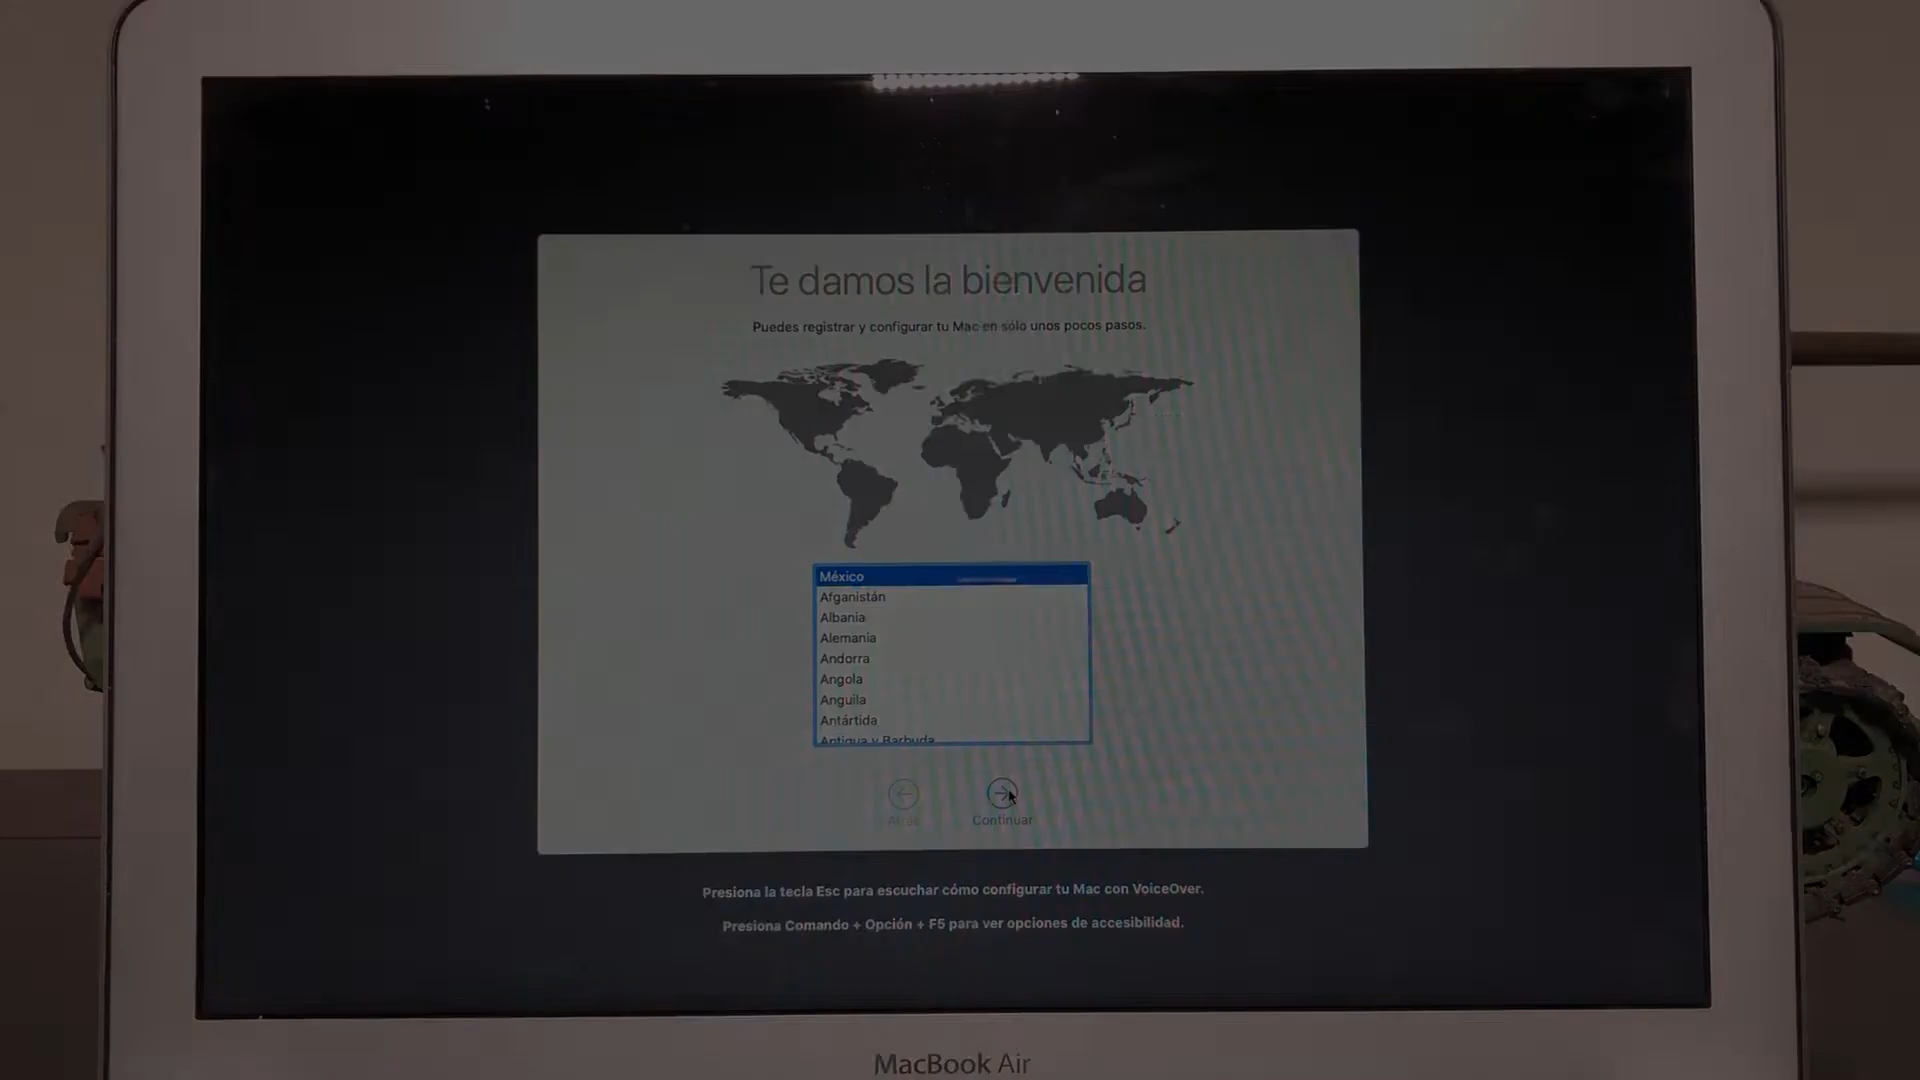 Te damos la bienvenida
Puedes registrar y configurar tu Mac en sólo unos pocos pasos.
México
Afganistán
Albania
Alemania
Andorra
Angola
Anguila
Antártida
Antigua y Barbuda
Atrás
Continuar
Presiona la tecla Esc para escuchar cómo configurar tu Mac con VoiceOver.
Presiona Comando + Opción + F5 para ver opciones de accesibilidad.
MacBook Air